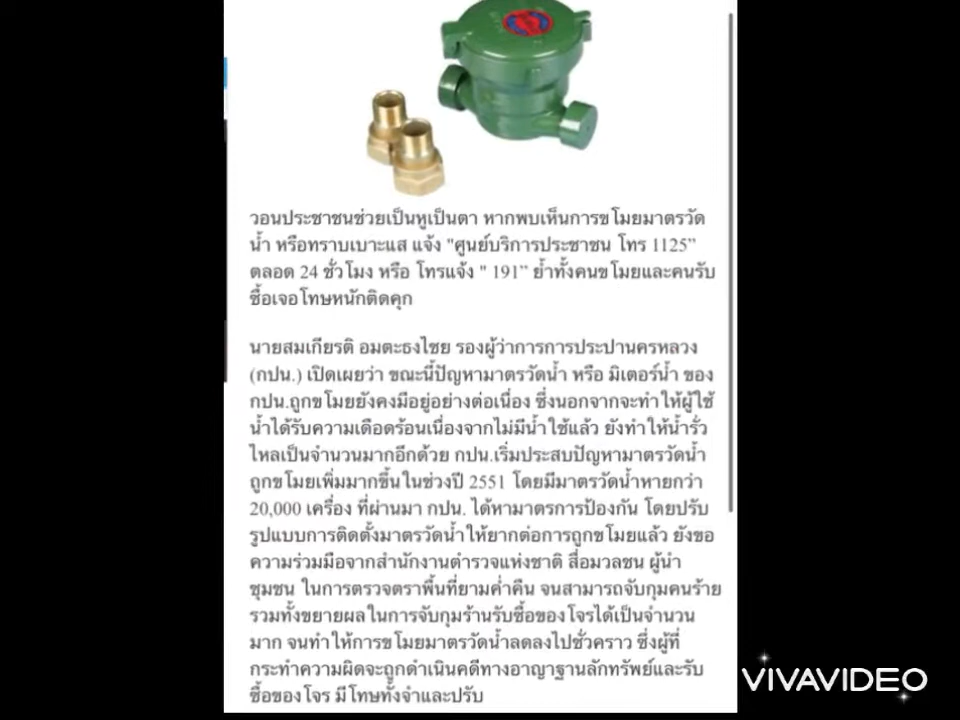 วอนประชาชนช่วยเป็นหูเป็นตา หากพบเห็นการขโมยมาตรวัด
น้ำ หรือทราบเบาะแส แจ้ง "ศูนย์บริการประชาชน โทร 1125”
ตลอด 24 ชั่วโมง หรือ โทรแจ้ง " 191” ย้ำทั้งคนขโมยและคนรับ
ซื้อเจอโทษหนักติดคุก
นายสมเกียรติ อมตะธงไชย รองผู้ว่าการการประปานครหลวง
(กปน.) เปิดเผยว่า ขณะนี้ปัญหามาตรวัดน้ำ หรือ มิเตอร์น้ำ ของ
กปน.ถูกขโมยยังคงมีอยู่อย่างต่อเนื่อง ซึ่งนอกจากจะทำให้ผู้ใช้
น้ำได้รับความเดือดร้อนเนื่องจากไม่มีน้ำใช้แล้ว ยังทำให้น้ำรั่ว
ไหลเป็นจำนวนมากอีกด้วย กปน.เริ่มประสบปัญหามาตรวัดน้ำ
ถูกขโมยเพิ่มมากขึ้นในช่วงปี 2551 โดยมีมาตรวัดน้ำหายกว่า
20,000 เครื่อง ที่ผ่านมา กปน. ได้หามาตรการป้องกัน โดยปรับ
รูปแบบการติดตั้งมาตรวัดน้ำให้ยากต่อการถูกขโมยแล้ว ยังขอ
ความร่วมมือจากสำนักงานตำรวจแห่งชาติ สื่อมวลชน ผู้นำ
ชุมชน ในการตรวจตราพื้นที่ยามค่ำคืน จนสามารถจับกุมคนร้าย
รวมทั้งขยายผลในการจับกุมร้านรับซื้อของโจรได้เป็นจำนวน
มาก จนทำให้การขโมยมาตรวัดน้ำลดลงไปชั่วคราว ซึ่งผู้ที่
กระทำความผิดจะถูกดำเนินคดีทางอาญาฐานลักทรัพย์และรับ
ซื้อของโจร มีโทษทั้งจำและปรับ
VIVAVIDEO